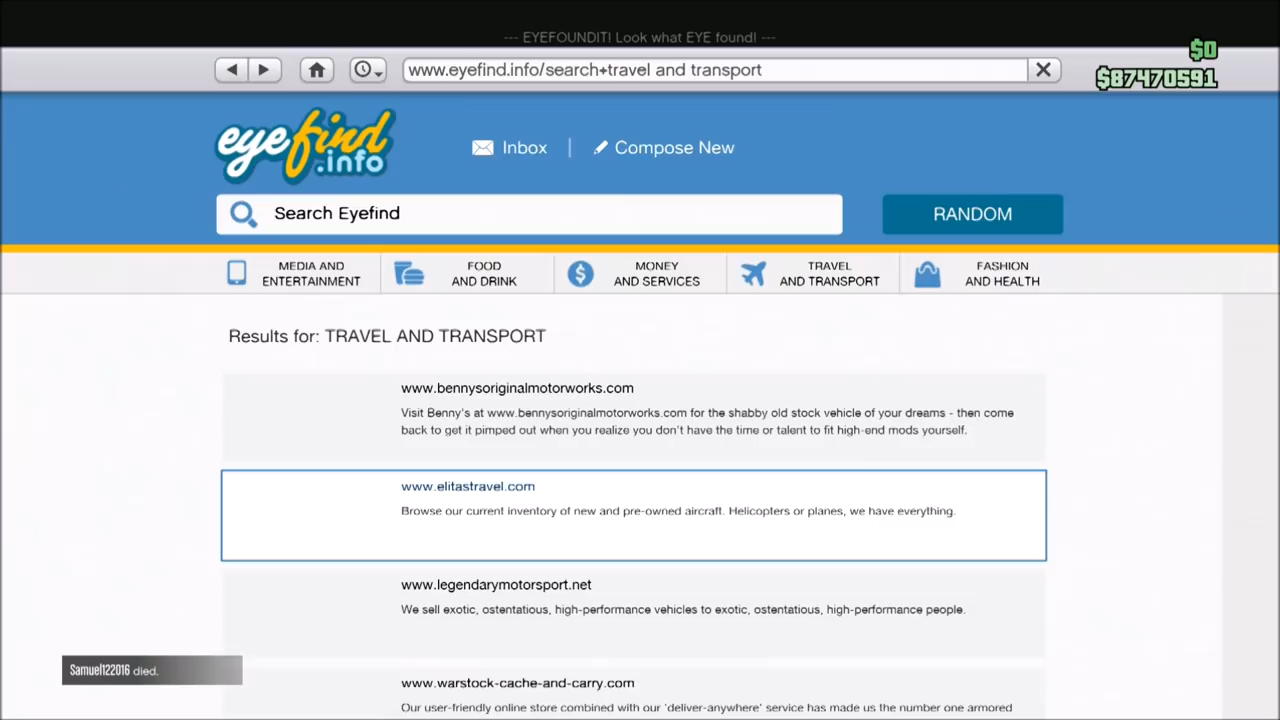 --- EYEFOUNDIT! Look what EYE found! ---
$0
www.eyefind.info/search+travel and transport
$87470591
eyefind
.info
Inbox
Compose New
Search Eyefind
RANDOM
MEDIA AND
ENTERTAINMENT
FOOD
AND DRINK
MONEY
AND SERVICES
TRAVEL
AND TRANSPORT
FASHION
AND HEALTH
Results for: TRAVEL AND TRANSPORT
www.bennysoriginalmotorworks.com
Visit Benny's at www.bennysoriginalmotorworks.com for the shabby old stock vehicle of your dreams - then come
back to get it pimped out when you realize you don't have the time or talent to fit high-end mods yourself.
www.elitastravel.com
Browse our current inventory of new and pre-owned aircraft. Helicopters or planes, we have everything.
www.legendarymotorsport.net
We sell exotic, ostentatious, high-performance vehicles to exotic, ostentatious, high-performance people.
Samuel122016 died.
www.warstock-cache-and-carry.com
Our user-friendly online store combined with our 'deliver-anywhere' service has made us the number one armored